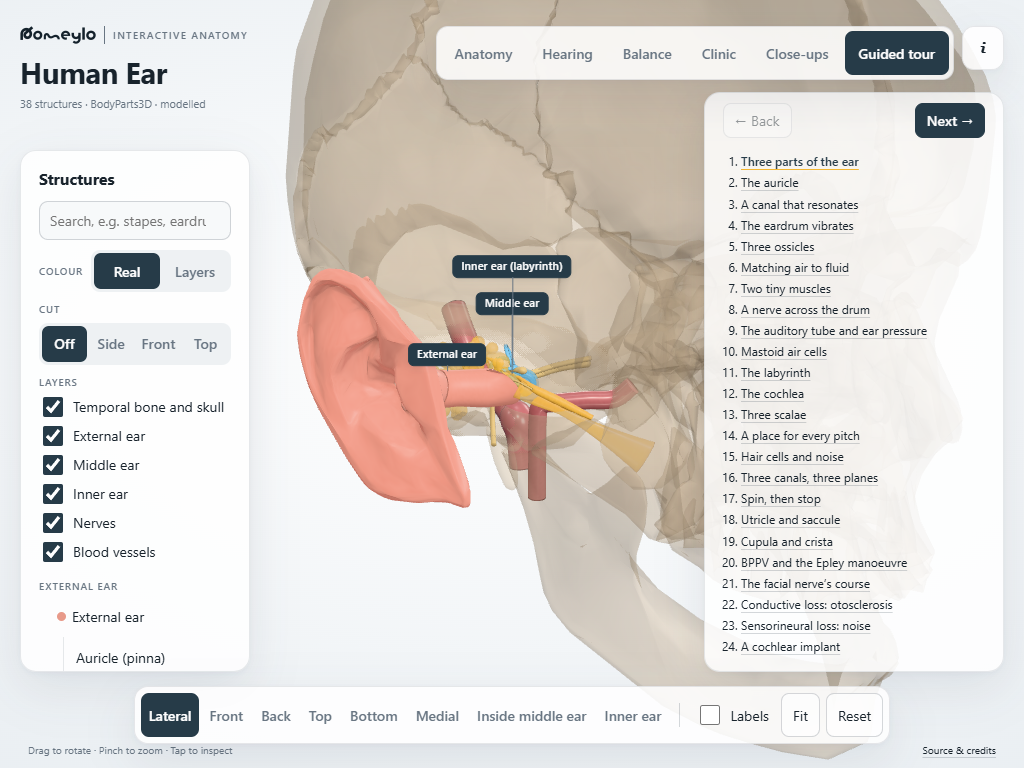 Romeylo | INTERACTIVE ANATOMY
Human Ear
38 structures · BodyParts3D · modelled
Anatomy
Hearing
Balance
Clinic
Close-ups
Guided tour
i
Structures
Search, e.g. stapes, eardru
COLOUR
Real
Layers
CUT
Off
Side
Front
Top
LAYERS
Temporal bone and skull
External ear
Middle ear
Inner ear
Nerves
Blood vessels
EXTERNAL EAR
External ear
Auricle (pinna)
Inner ear (labyrinth)
Middle ear
External ear
← Back
Next →
1. Three parts of the ear
2. The auricle
3. A canal that resonates
4. The eardrum vibrates
5. Three ossicles
6. Matching air to fluid
7. Two tiny muscles
8. A nerve across the drum
9. The auditory tube and ear pressure
10. Mastoid air cells
11. The labyrinth
12. The cochlea
13. Three scalae
14. A place for every pitch
15. Hair cells and noise
16. Three canals, three planes
17. Spin, then stop
18. Utricle and saccule
19. Cupula and crista
20. BPPV and the Epley manoeuvre
21. The facial nerve's course
22. Conductive loss: otosclerosis
23. Sensorineural loss: noise
24. A cochlear implant
Lateral
Front
Back
Top
Bottom
Medial
Inside middle ear
Inner ear
Labels
Fit
Reset
Drag to rotate · Pinch to zoom · Tap to inspect
Source & credits